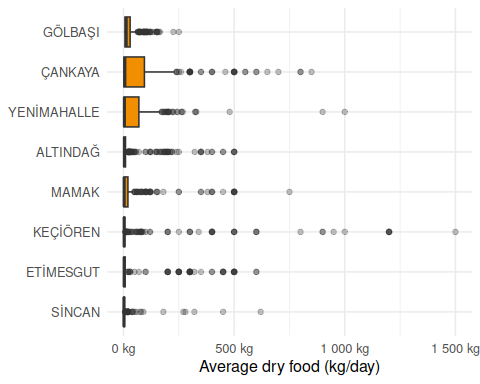 GÖLBAŞI
ÇANKAYA
YENİMAHALLE
ALTINDAĞ
MAMAK
KEÇİÖREN
ETİMESGUT
SİNCAN
0 kg 500 kg 1 000 kg 1 500 kg
Average dry food (kg/day)